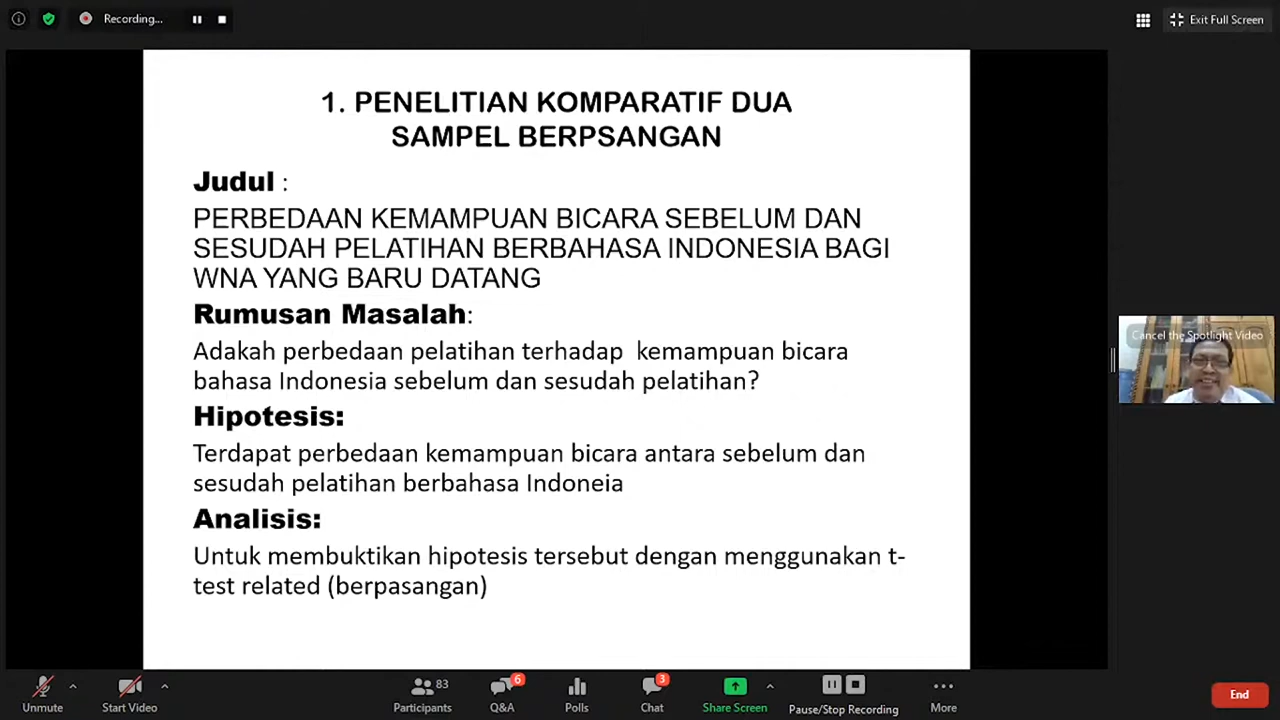 Recording...
Exit Full Screen
1. PENELITIAN KOMPARATIF DUA
SAMPEL BERPSANGAN
Judul :
PERBEDAAN KEMAMPUAN BICARA SEBELUM DAN
SESUDAH PELATIHAN BERBAHASA INDONESIA BAGI
WNA YANG BARU DATANG
Rumusan Masalah:
Adakah perbedaan pelatihan terhadap kemampuan bicara
bahasa Indonesia sebelum dan sesudah pelatihan?
Hipotesis:
Terdapat perbedaan kemampuan bicara antara sebelum dan
sesudah pelatihan berbahasa Indoneia
Analisis:
Untuk membuktikan hipotesis tersebut dengan menggunakan t-
test related (berpasangan)
Cancel the Spotlight Video
Unmute
Start Video
83
Participants
6
Q&A
Polls
3
Chat
Share Screen
Pause/Stop Recording
More
End